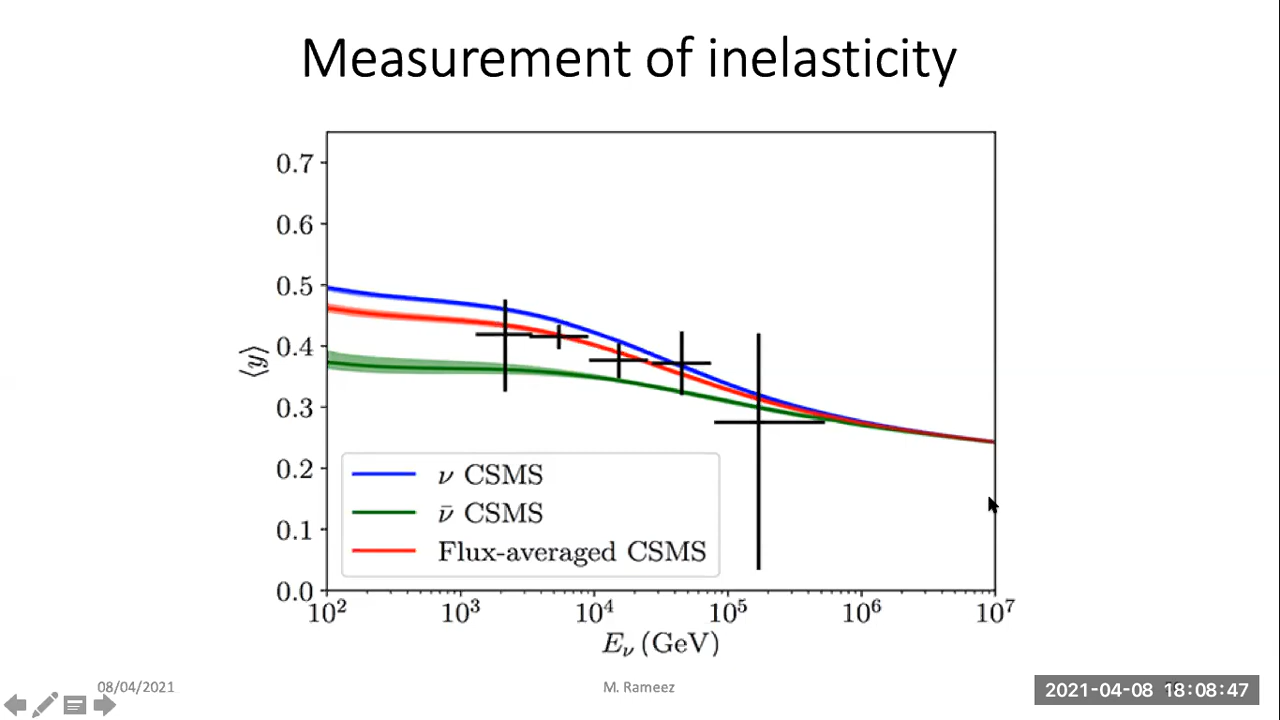 Measurement of inelasticity
0.7
0.6
0.5
0.4
0.3
0.2
0.1
0.0
⟨y⟩
ν CSMS
ν̄ CSMS
Flux-averaged CSMS
10² 10³ 10⁴ 10⁵ 10⁶ 10⁷
Eᵥ (GeV)
08/04/2021
M. Rameez
2021-04-08 18:08:47